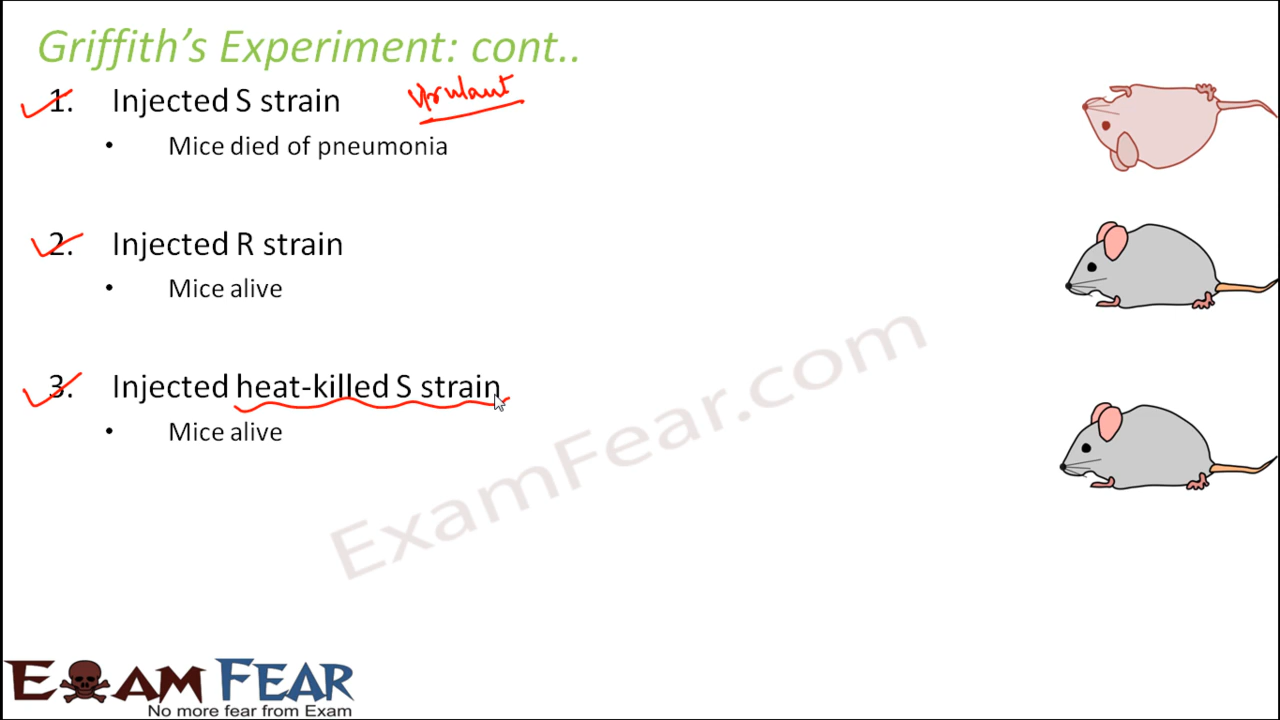 Griffith's Experiment: cont..
1. Injected S strain
• Mice died of pneumonia
2. Injected R strain
• Mice alive
3. Injected heat-killed S strain
• Mice alive
ExamFear.com
EXAM FEAR
No more fear from Exam